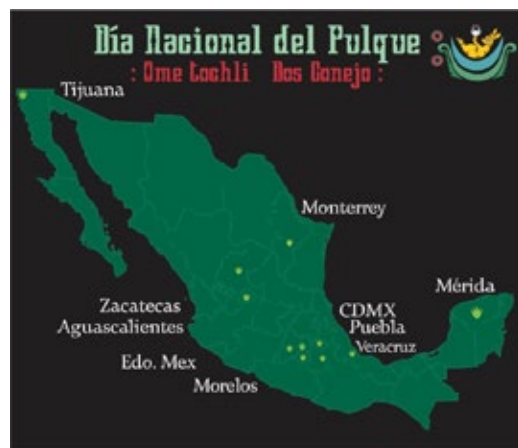 Día Nacional del Pulque
: Ome tochli Dos Conejo :
Tijuana
Monterrey
Mérida
Zacatecas
Aguascalientes
CDMX
Puebla
Veracruz
Edo. Mex
Morelos